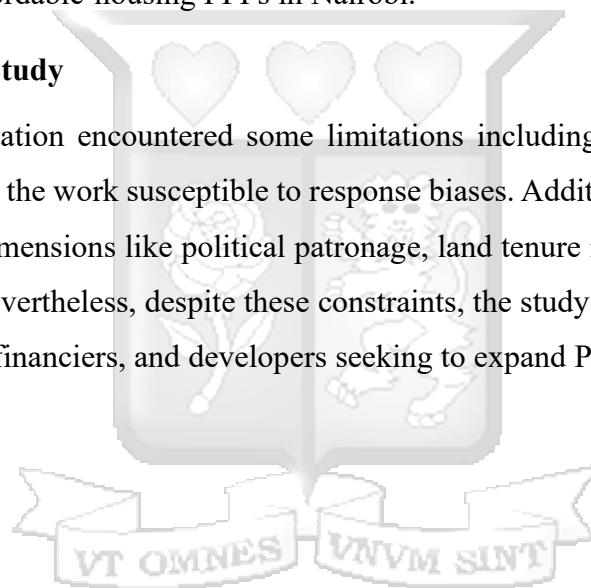 ordable-housing PPPs in Nairobi.
tudy
ation encountered some limitations including
the work susceptible to response biases. Addit
mensions like political patronage, land tenure
vertheless, despite these constraints, the study
financiers, and developers seeking to expand P
VT OMNES VNVM SINT